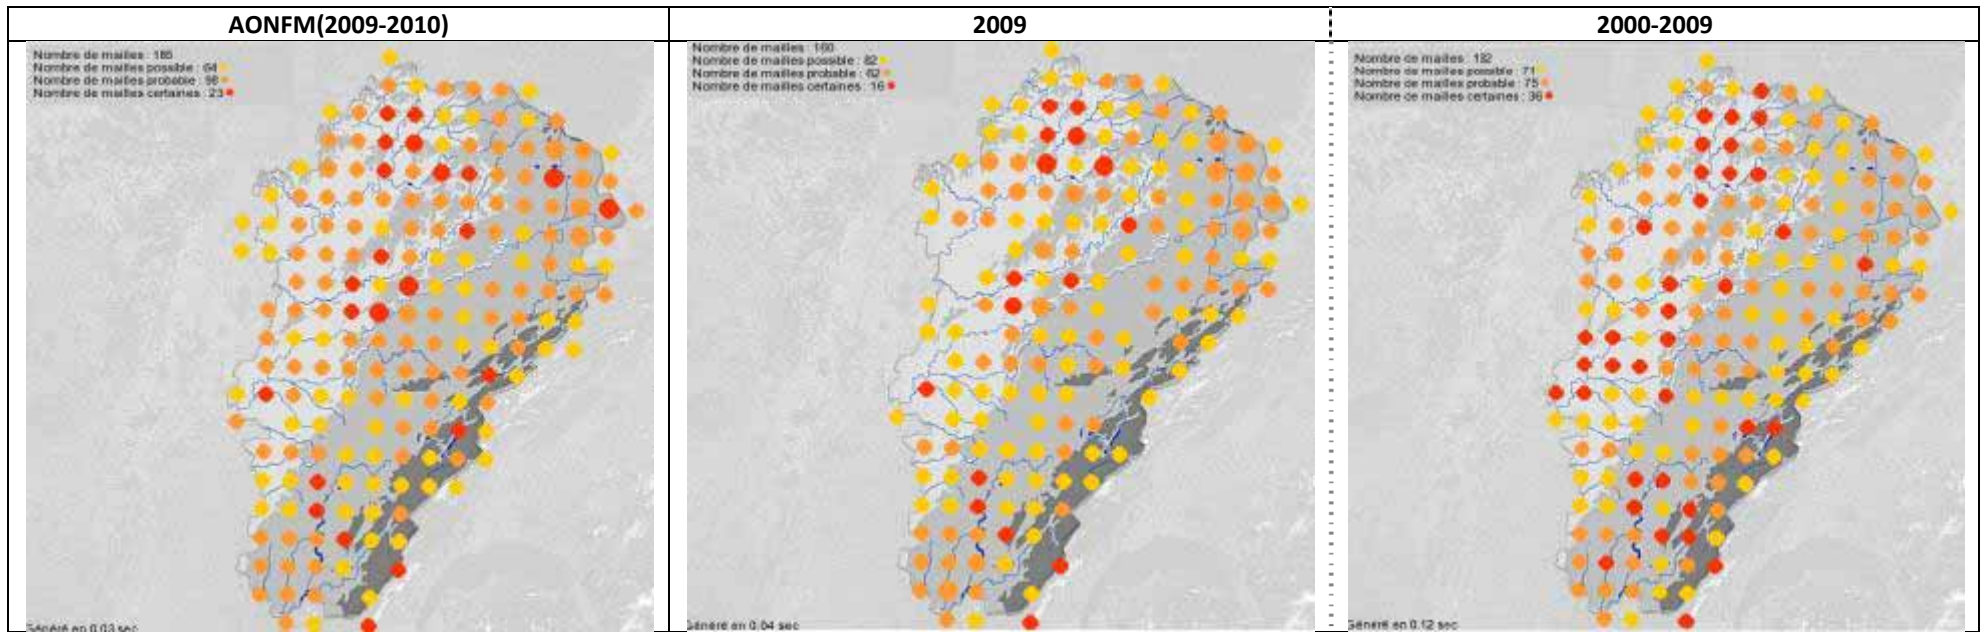 AONFM(2009-2010)
2009
2000-2009
Nombre de mailles : 185
Nombre de mailles possible : 64
Nombre de mailles probable : 98
Nombre de mailles certaines : 23
Nombre de mailles : 160
Nombre de mailles possible : 82
Nombre de mailles probable : 62
Nombre de mailles certaines : 16
Nombre de mailles : 182
Nombre de mailles possible : 71
Nombre de mailles probable : 75
Nombre de mailles certaines : 36
Généré en 0.03 sec
Généré en 0.04 sec
Généré en 0.12 sec